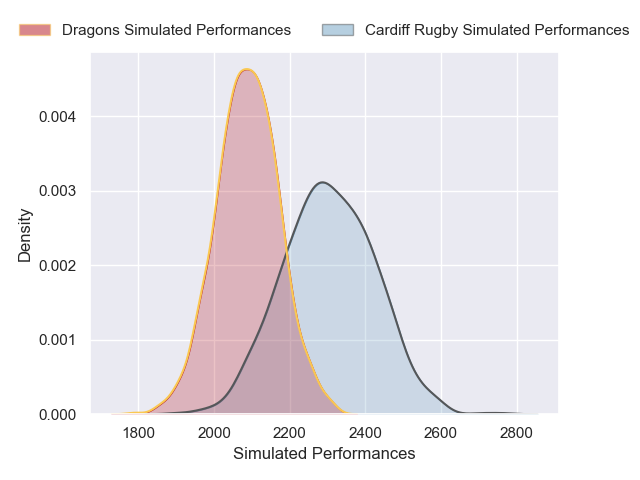 Dragons Simulated Performances
Cardiff Rugby Simulated Performances
0.004
0.003
0.002
0.001
0.000
Density
1800 2000 2200 2400 2600 2800
Simulated Performances